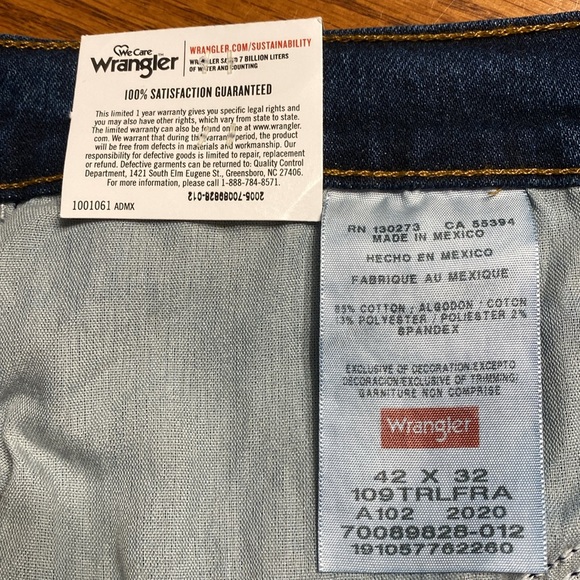 We Care
Wrangler™
WRANGLER.COM/SUSTAINABILITY
WRANGLER SAVED 7 BILLION LITERS
OF WATER AND COUNTING
100% SATISFACTION GUARANTEED
This limited 1 year warranty gives you specific legal rights and
you may also have other rights, which vary from state to state.
The limited warranty can also be found online at www.wrangler.
com. We warrant that during this warranty period, the product
will be free from defects in materials and workmanship. Our
responsibility for defective goods is limited to repair, replacement
or refund. Defective garments can be returned to: Quality Control
Department, 1421 South Elm Eugene St., Greensboro, NC 27406.
For more information, please call 1-888-784-8571.
2005-70089828-012
1001061 ADMX
RN 130273 CA 55394
MADE IN MEXICO
HECHO EN MEXICO
FABRIQUE AU MEXIQUE
85% COTTON / ALGODON / COTON
13% POLYESTER / POLIESTER 2%
SPANDEX
EXCLUSIVE OF DECORATION/EXCEPTO
DECORACION/EXCLUSIVE OF TRIMMING/
GARNITURE NON COMPRISE
Wrangler
42 X 32
109TRLFRA
A102 2020
70089828-012
191057762260